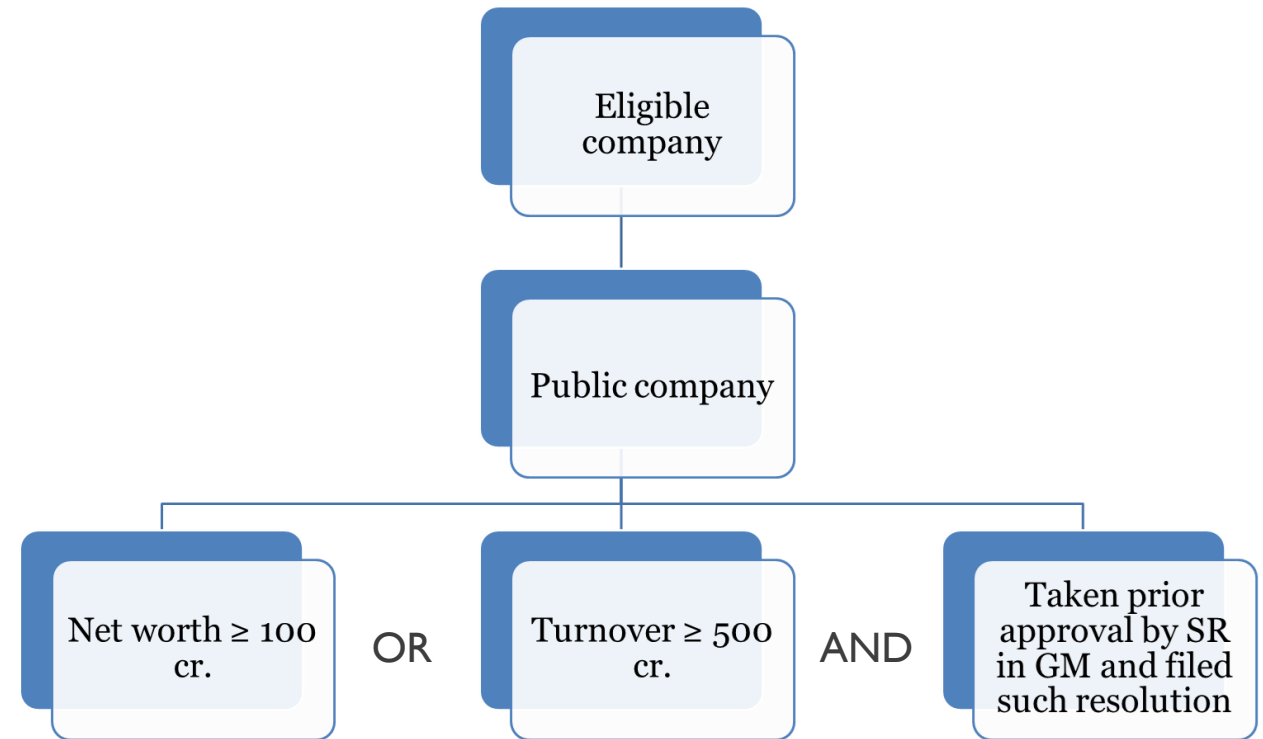 Eligible
company
Public company
Net worth ≥ 100
cr.
OR
Turnover ≥ 500
cr.
AND
Taken prior
approval by SR
in GM and filed
such resolution